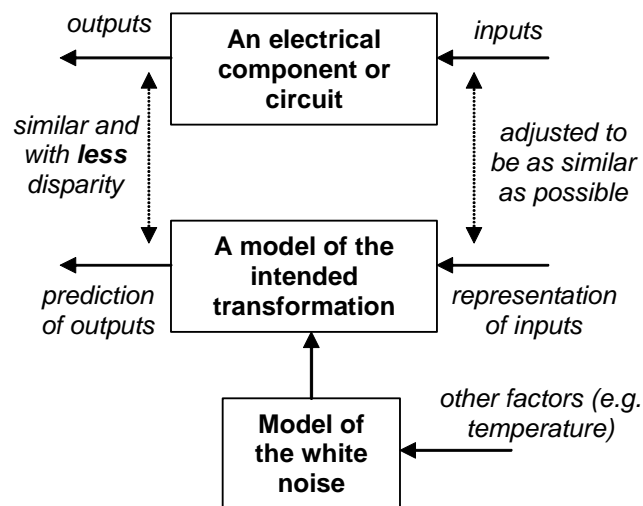 outputs
An electrical
component or
circuit
inputs
similar and
with less
disparity
adjusted to
be as similar
as possible
A model of the
intended
transformation
prediction
of outputs
representation
of inputs
other factors (e.g.
temperature)
Model of
the white
noise